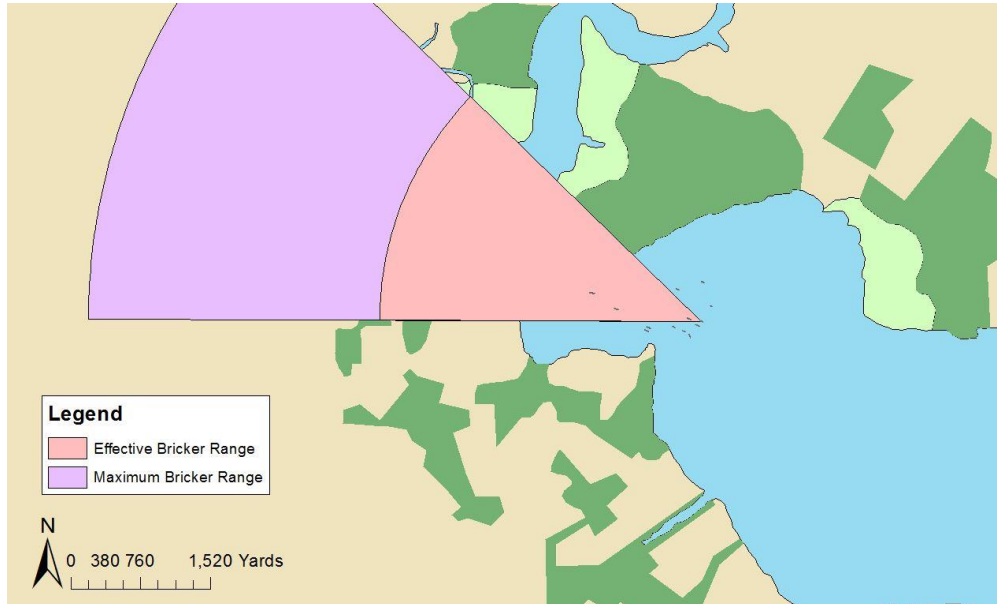 Legend
Effective Bricker Range
Maximum Bricker Range
N
0 380 760 1,520 Yards